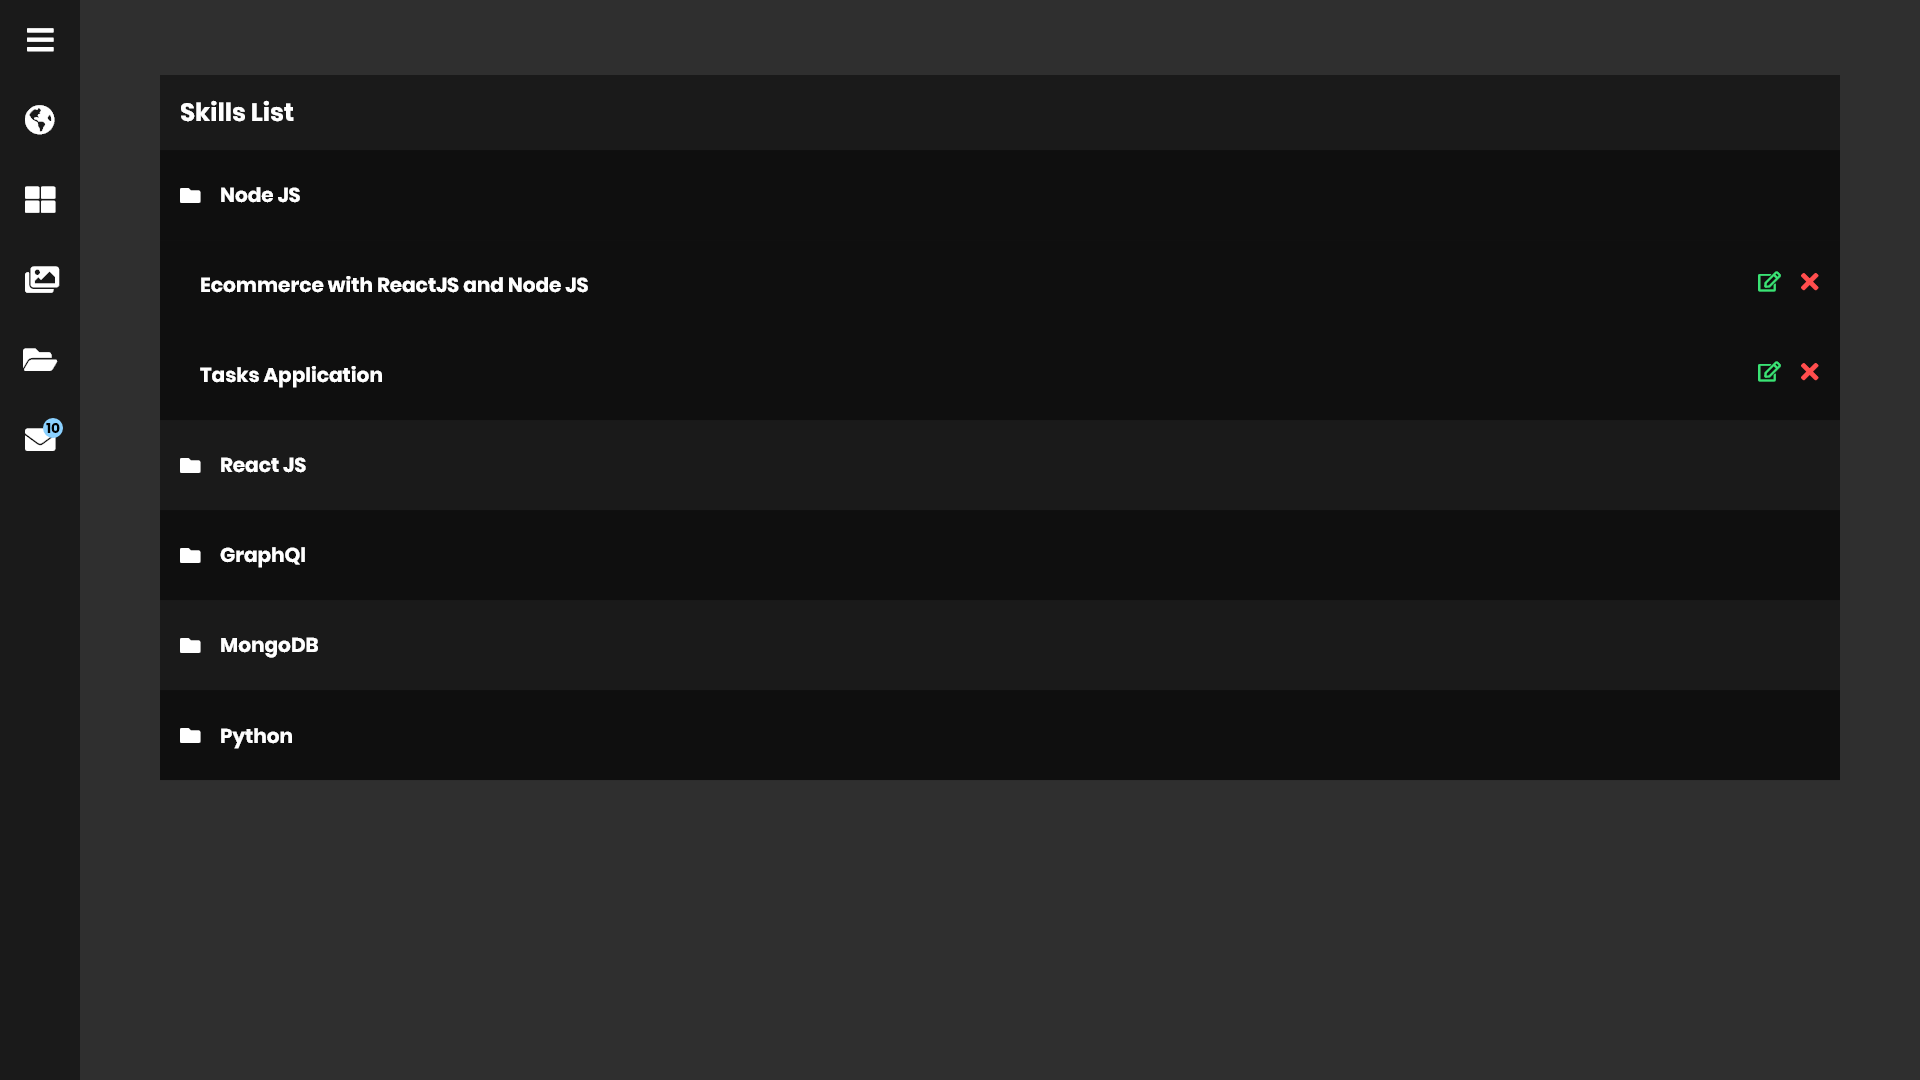 10
Skills List
Node JS
Ecommerce with ReactJS and Node JS
Tasks Application
React JS
GraphQl
MongoDB
Python